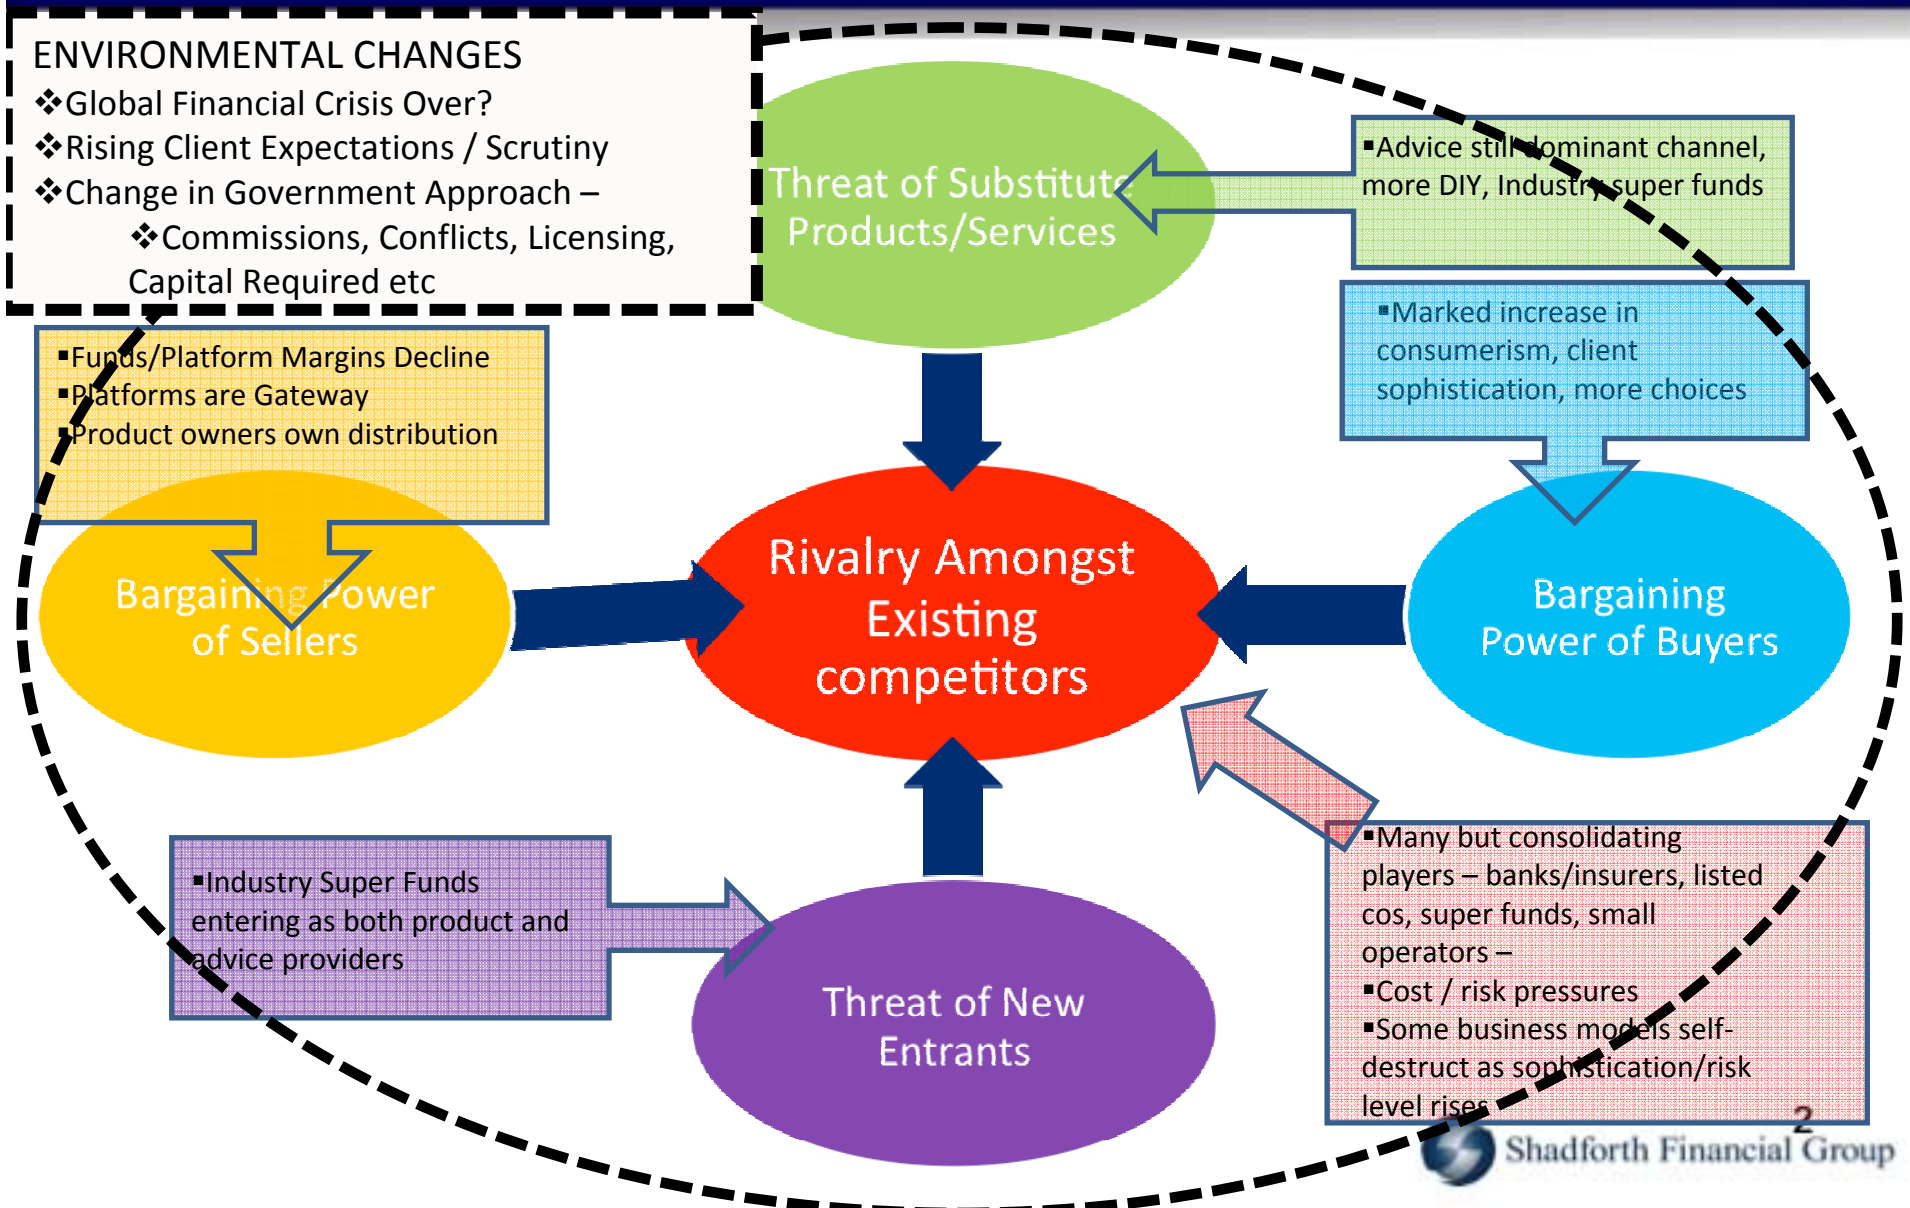 ENVIRONMENTAL CHANGES
❖Global Financial Crisis Over?
❖Rising Client Expectations / Scrutiny
❖Change in Government Approach –
❖Commissions, Conflicts, Licensing,
Capital Required etc
Threat of Substitute
Products/Services
▪Advice still dominant channel,
more DIY, Industry super funds
▪Marked increase in
consumerism, client
sophistication, more choices
▪Funds/Platform Margins Decline
▪Platforms are Gateway
▪Product owners own distribution
Bargaining Power
of Sellers
Rivalry Amongst
Existing
competitors
Bargaining
Power of Buyers
▪Industry Super Funds
entering as both product and
advice providers
Threat of New
Entrants
▪Many but consolidating
players – banks/insurers, listed
cos, super funds, small
operators –
▪Cost / risk pressures
▪Some business models self-
destruct as sophistication/risk
level rises
2
Shadforth Financial Group